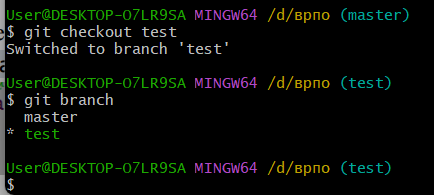 User@DESKTOP-O7LR9SA MINGW64 /d/врпо (master)
$ git checkout test
Switched to branch 'test'
User@DESKTOP-O7LR9SA MINGW64 /d/врпо (test)
$ git branch
  master
* test
User@DESKTOP-O7LR9SA MINGW64 /d/врпо (test)
$